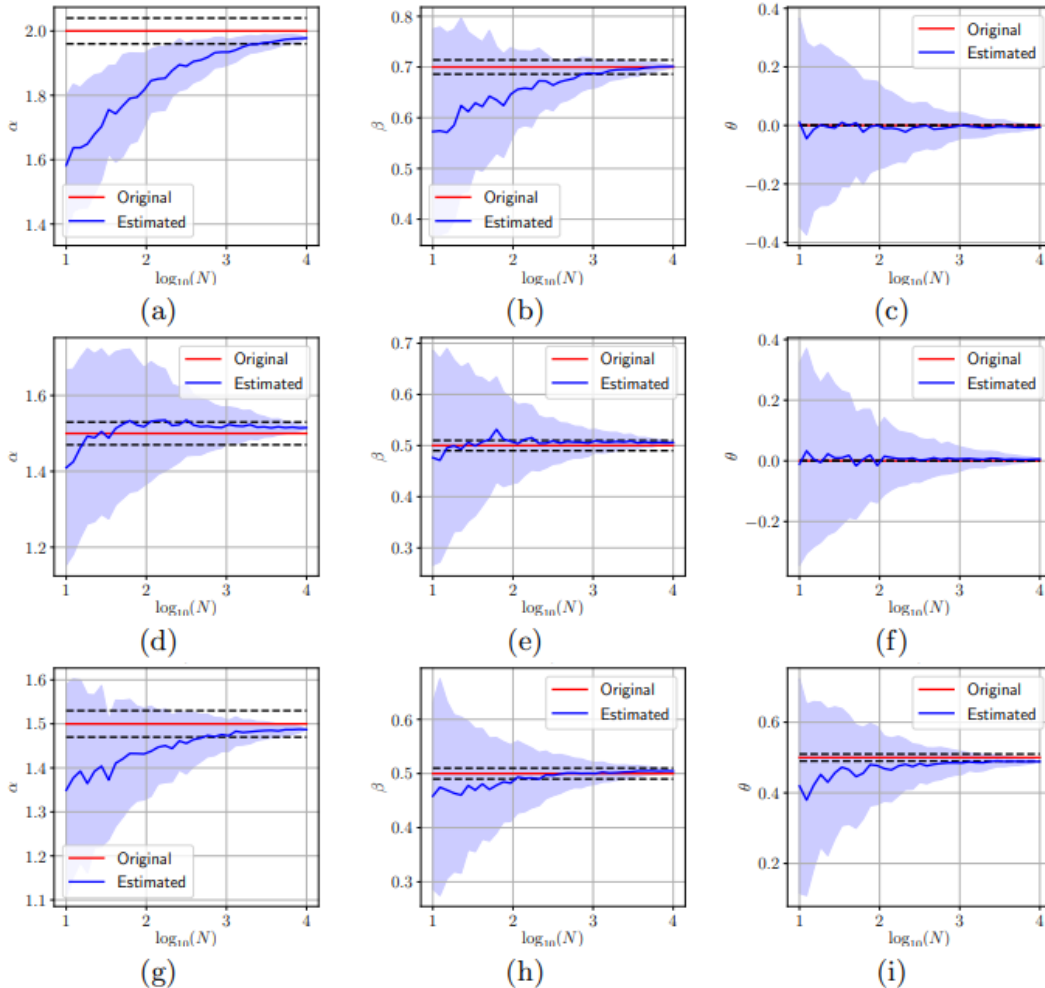 2.0
1.8
1.6
1.4
α
Original
Estimated
1
2
3
4
log₁₀(N)
(a)
0.8
0.7
0.6
0.5
0.4
β
Original
Estimated
1
2
3
4
log₁₀(N)
(b)
0.4
0.2
0.0
−0.2
−0.4
θ
Original
Estimated
1
2
3
4
log₁₀(N)
(c)
1.6
1.4
1.2
α
Original
Estimated
1
2
3
4
log₁₀(N)
(d)
0.7
0.6
0.5
0.4
0.3
β
Original
Estimated
1
2
3
4
log₁₀(N)
(e)
0.4
0.2
0.0
−0.2
θ
Original
Estimated
1
2
3
4
log₁₀(N)
(f)
1.6
1.5
1.4
1.3
1.2
1.1
α
Original
Estimated
1
2
3
4
log₁₀(N)
(g)
0.6
0.5
0.4
0.3
β
Original
Estimated
1
2
3
4
log₁₀(N)
(h)
0.6
0.4
0.2
θ
Original
Estimated
1
2
3
4
log₁₀(N)
(i)